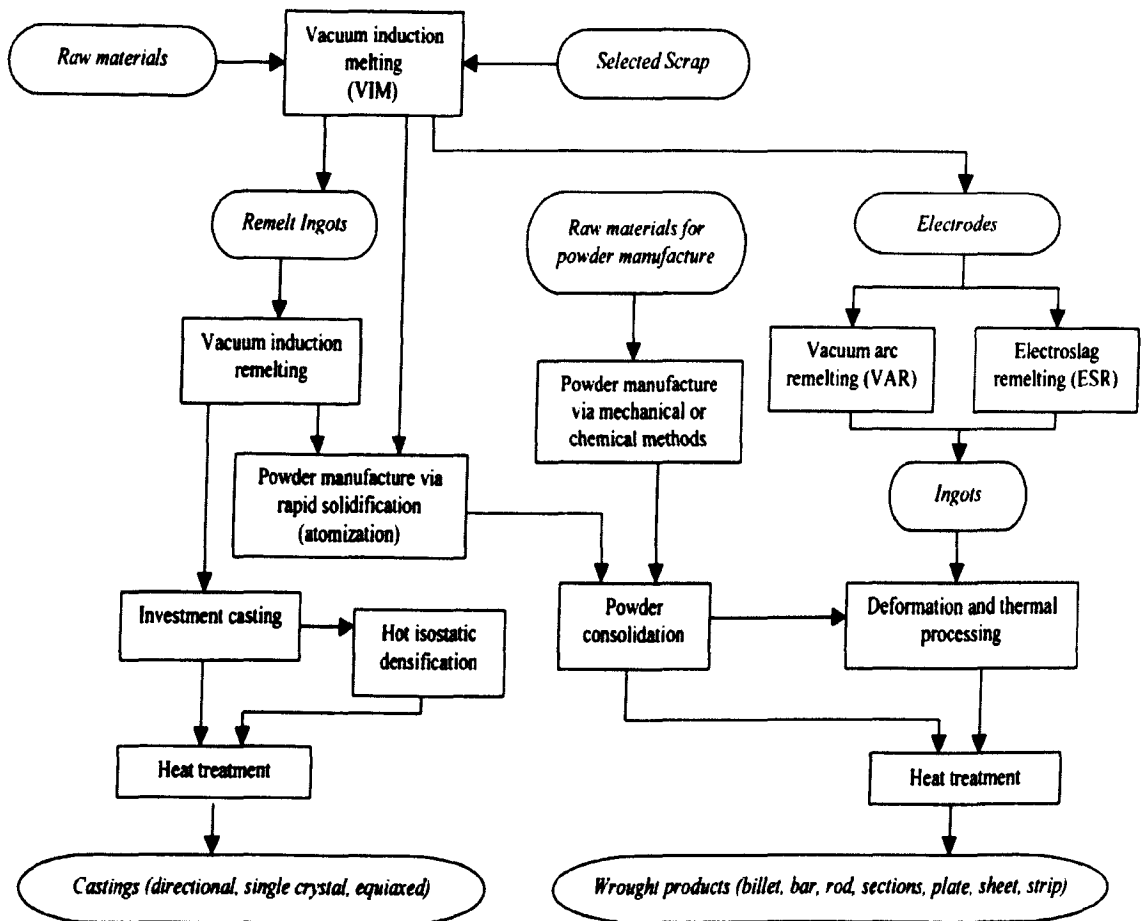 Raw materials
Vacuum induction
melting
(VIM)
Selected Scrap
Remelt Ingots
Raw materials for
powder manufacture
Electrodes
Vacuum induction
remelting
Powder manufacture
via mechanical or
chemical methods
Vacuum arc
remelting (VAR)
Electroslag
remelting (ESR)
Powder manufacture via
rapid solidification
(atomization)
Ingots
Investment casting
Hot isostatic
densification
Powder
consolidation
Deformation and thermal
processing
Heat treatment
Heat treatment
Castings (directional, single crystal, equiaxed)
Wrought products (billet, bar, rod, sections, plate, sheet, strip)